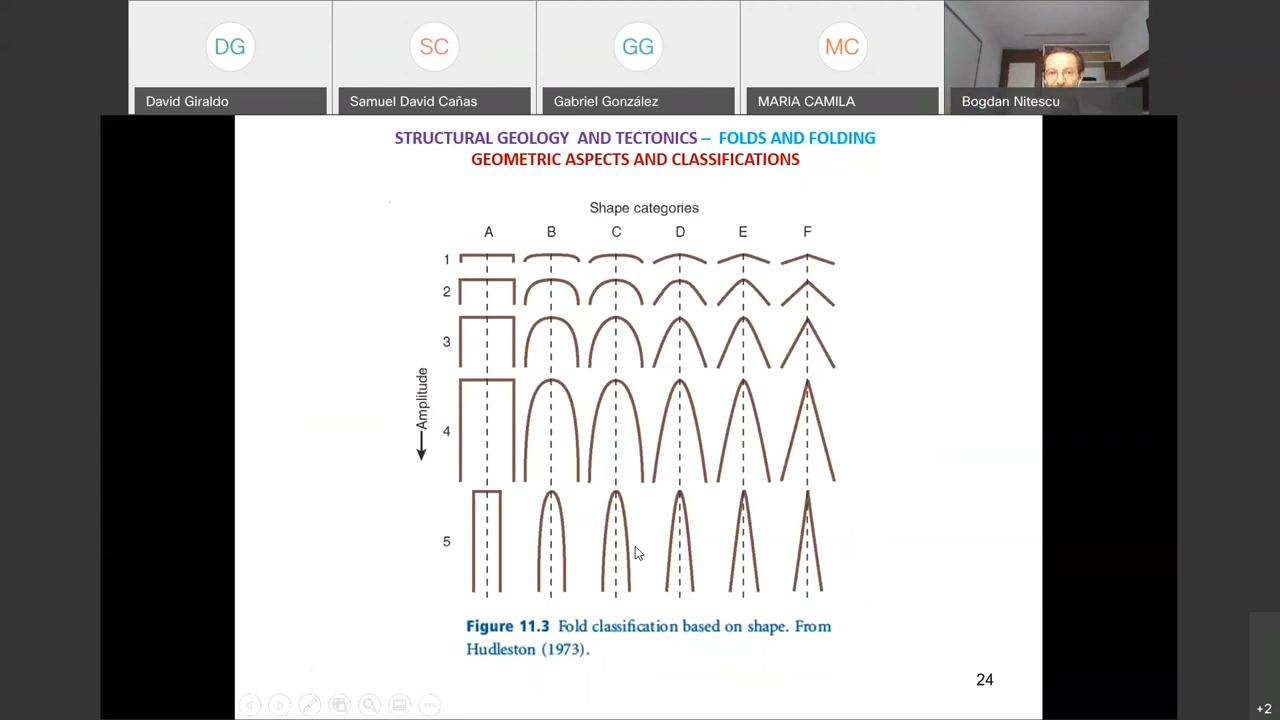 DG
SC
GG
MC
David Giraldo
Samuel David Cañas
Gabriel González
MARIA CAMILA
Bogdan Nitescu
STRUCTURAL GEOLOGY AND TECTONICS – FOLDS AND FOLDING
GEOMETRIC ASPECTS AND CLASSIFICATIONS
Shape categories
A B C D E F
1
2
3
Amplitude
4
5
Figure 11.3 Fold classification based on shape. From
Hudleston (1973).
24
+2